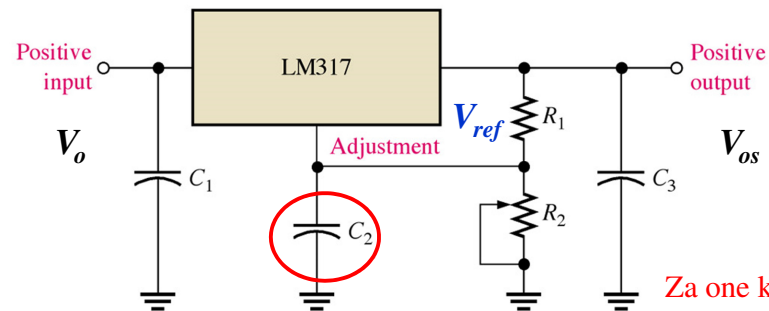 Positive
input
LM317
Positive
output
V_ref
R_1
V_o
V_os
Adjustment
C_1
C_2
R_2
C_3
Za one k